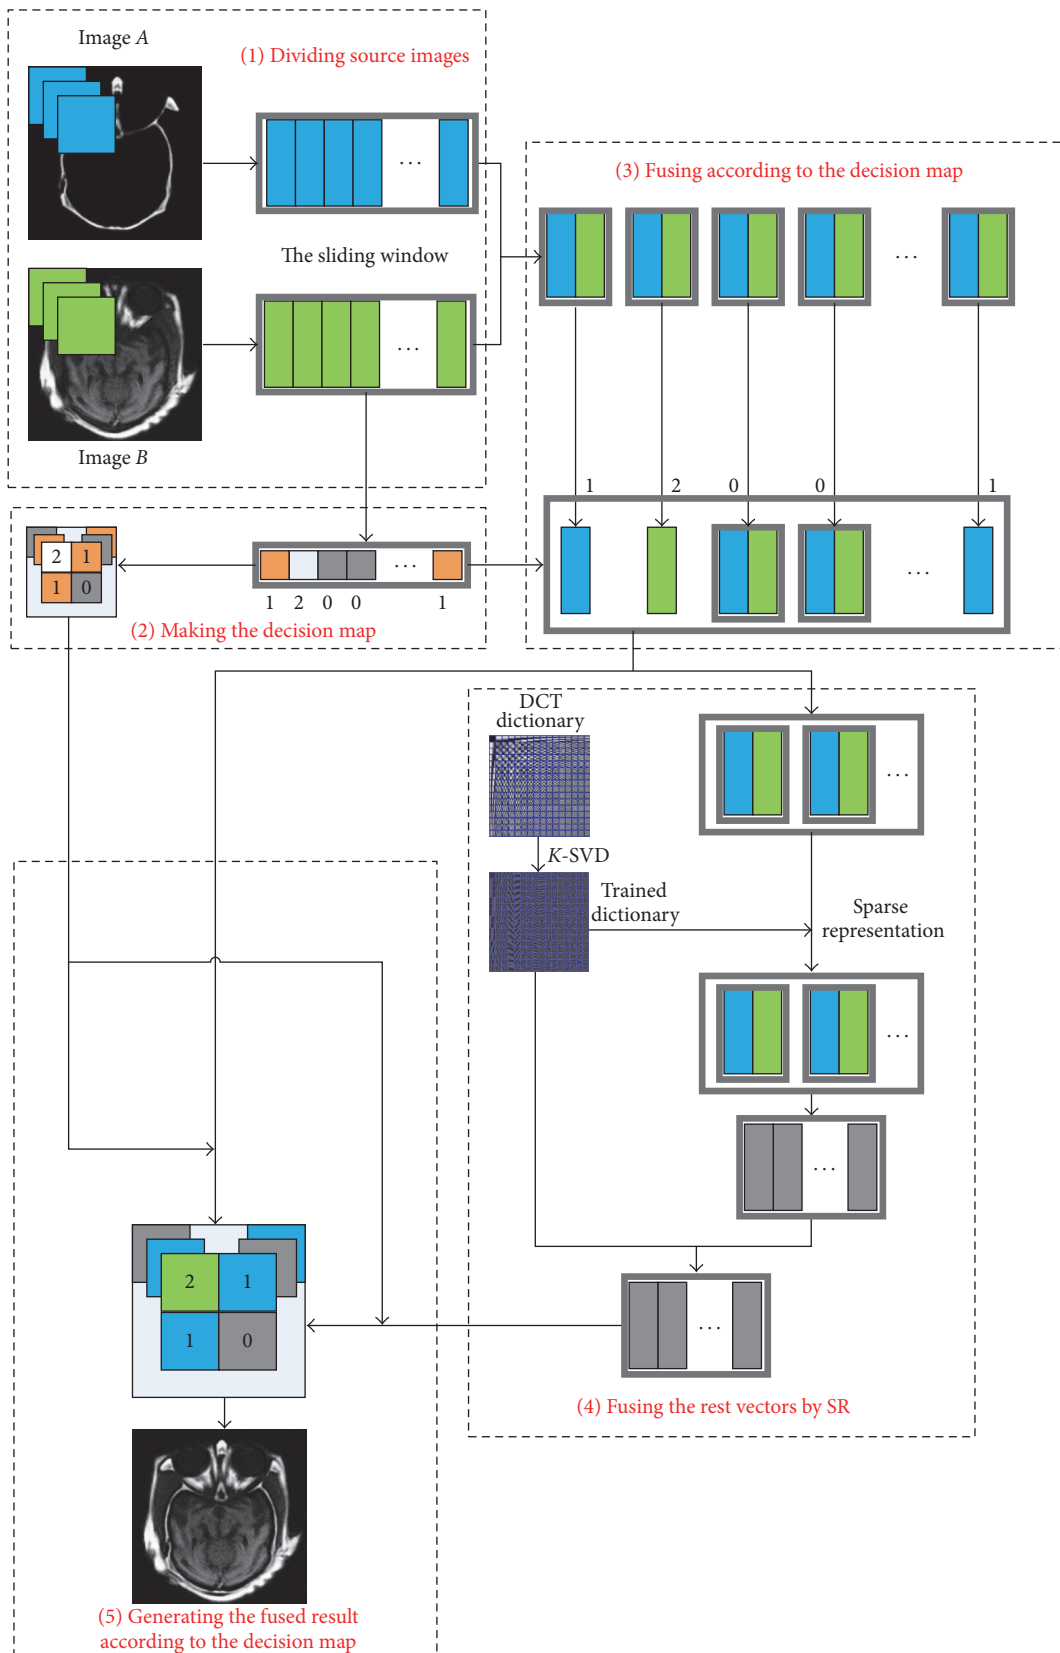 Image A
(1) Dividing source images
...
The sliding window
...
Image B
(3) Fusing according to the decision map
...
1 2 0 0 1
...
2 1
1 0
...
1 2 0 0 1
(2) Making the decision map
DCT
dictionary
...
K-SVD
Trained
dictionary
Sparse
representation
...
...
2 1
1 0
...
(4) Fusing the rest vectors by SR
(5) Generating the fused result
according to the decision map